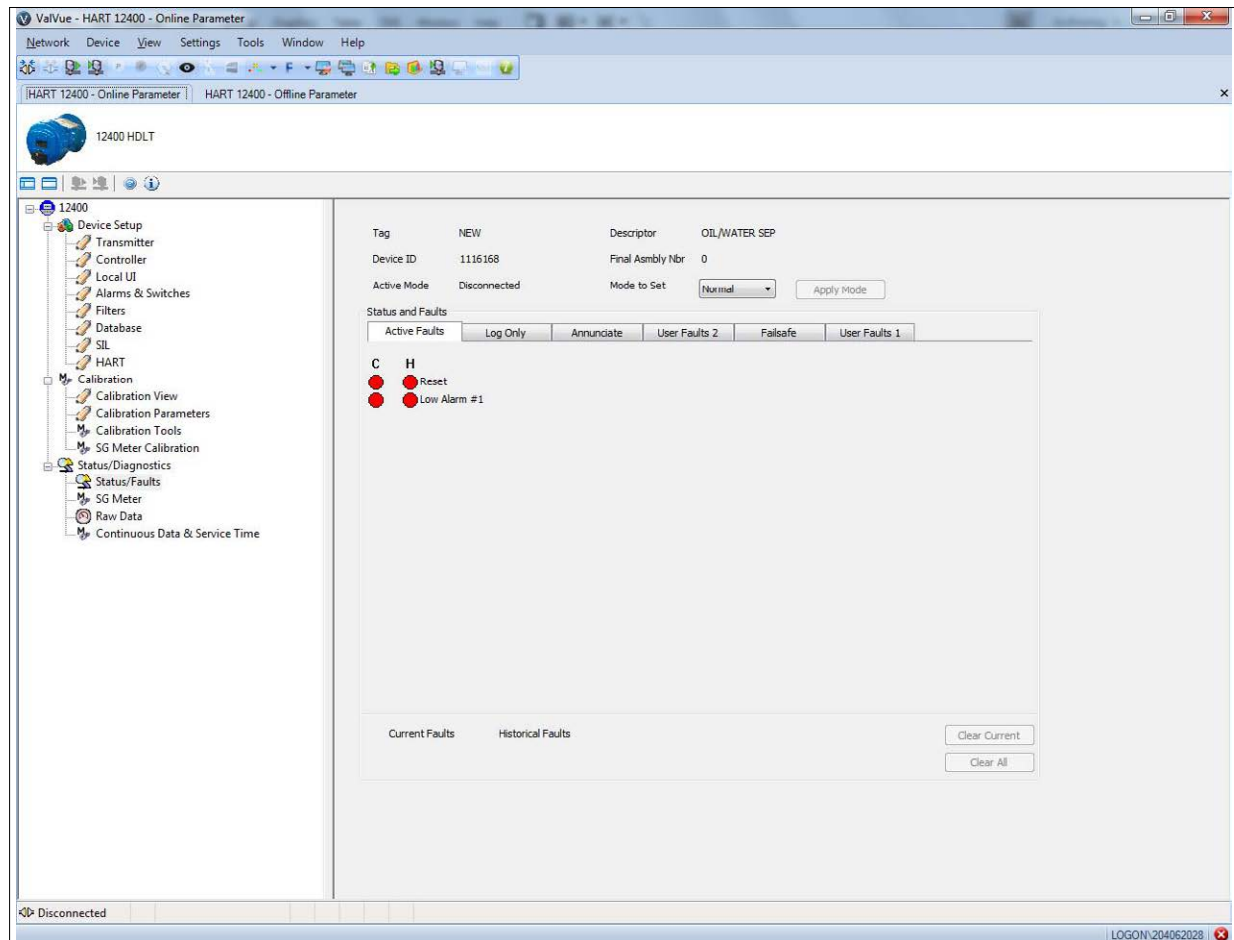 ValVue - HART 12400 - Online Parameter
Network Device View Settings Tools Window Help
F
HART 12400 - Online Parameter HART 12400 - Offline Parameter
12400 HDLT
12400
Device Setup
Transmitter
Controller
Local UI
Alarms & Switches
Filters
Database
SIL
HART
Calibration
Calibration View
Calibration Parameters
Calibration Tools
SG Meter Calibration
Status/Diagnostics
Status/Faults
SG Meter
Raw Data
Continuous Data & Service Time
Tag NEW Descriptor OIL/WATER SEP
Device ID 1116168 Final Asmbly Nbr 0
Active Mode Disconnected Mode to Set Normal Apply Mode
Status and Faults
Active Faults Log Only Annunciate User Faults 2 Failsafe User Faults 1
C H
Reset
Low Alarm #1
Current Faults Historical Faults Clear Current
Clear All
Disconnected
LOGON\204062028